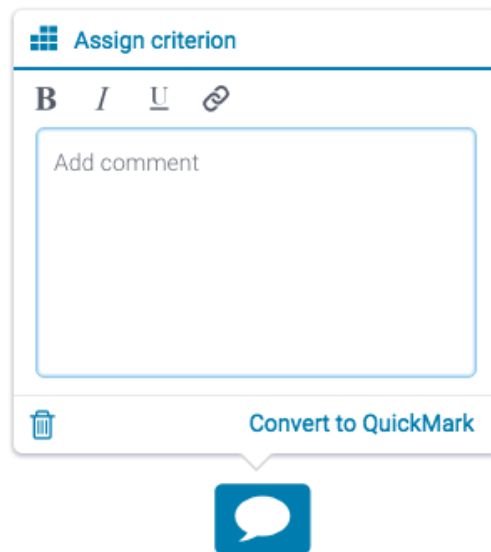 Assign criterion
B I U
Add comment
Convert to QuickMark